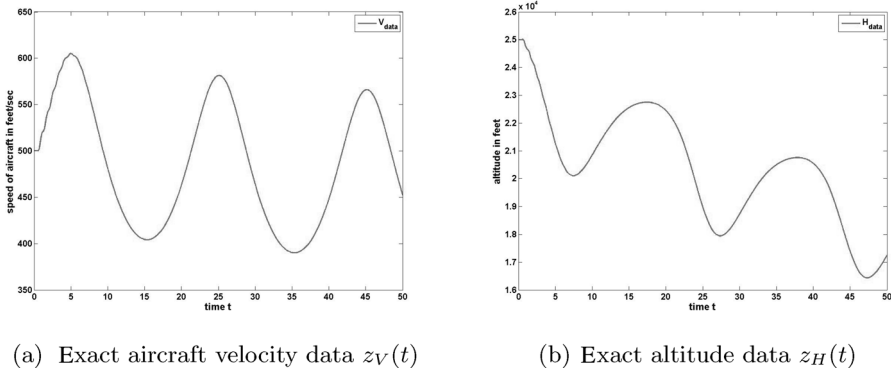 V_data
600
550
500
450
400
350
speed of aircraft in feet/sec
0 5 10 15 20 25 30 35 40 45 50
time t
(a) Exact aircraft velocity data z_V(t)
x 10^4
H_data
2.6
2.5
2.4
2.3
2.2
2.1
2
1.9
1.8
1.7
1.6
altitude in feet
0 5 10 15 20 25 30 35 40 45 50
time t
(b) Exact altitude data z_H(t)